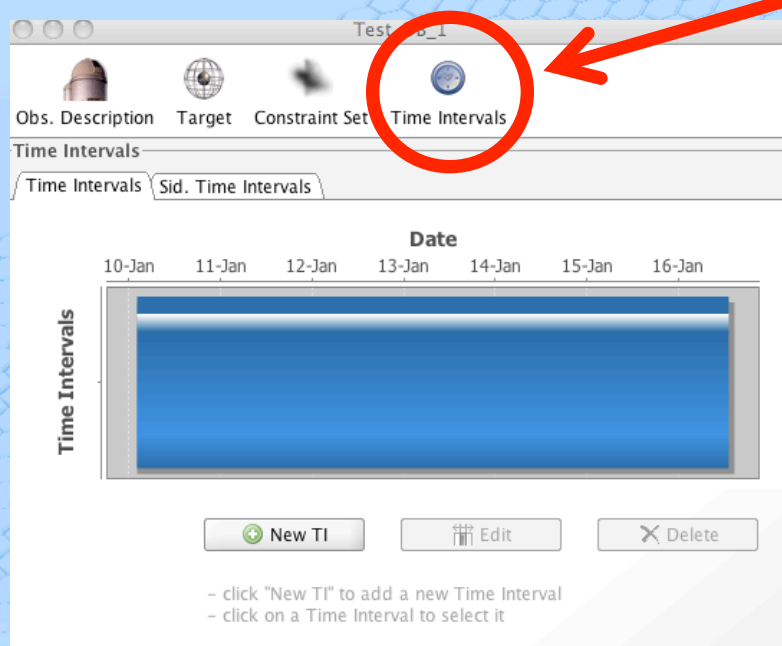 Test
Obs. Description Target Constraint Set Time Intervals
Time Intervals
Time Intervals Sid. Time Intervals
Date
10-Jan 11-Jan 12-Jan 13-Jan 14-Jan 15-Jan 16-Jan
Time Intervals
New TI Edit Delete
- click "New TI" to add a new Time Interval
- click on a Time Interval to select it